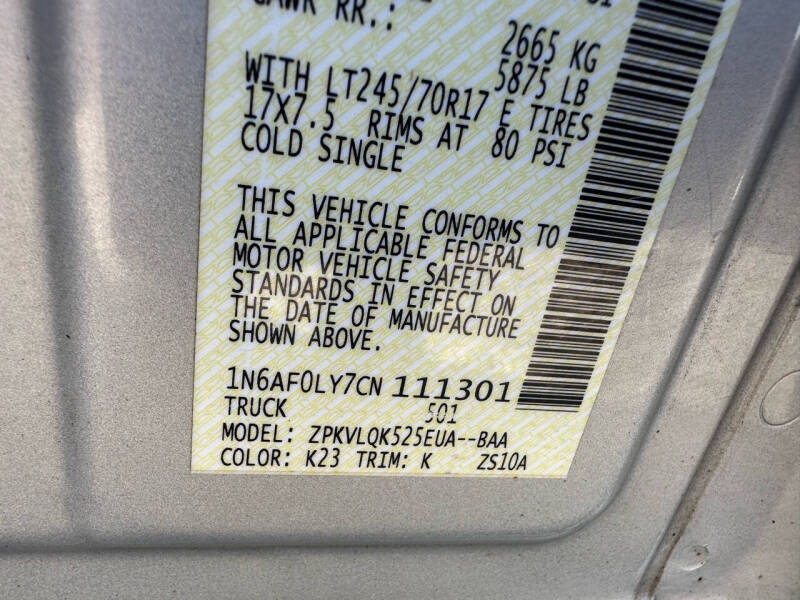 GAWR RR.:
2665 KG
5875 LB
WITH LT245/70R17 E TIRES
17X7.5 RIMS AT 80 PSI
COLD SINGLE
THIS VEHICLE CONFORMS TO
ALL APPLICABLE FEDERAL
MOTOR VEHICLE SAFETY
STANDARDS IN EFFECT ON
THE DATE OF MANUFACTURE
SHOWN ABOVE.
1N6AF0LY7CN 111301
TRUCK 501
MODEL: ZPKVLQK525EUA--BAA
COLOR: K23 TRIM: K ZS10A